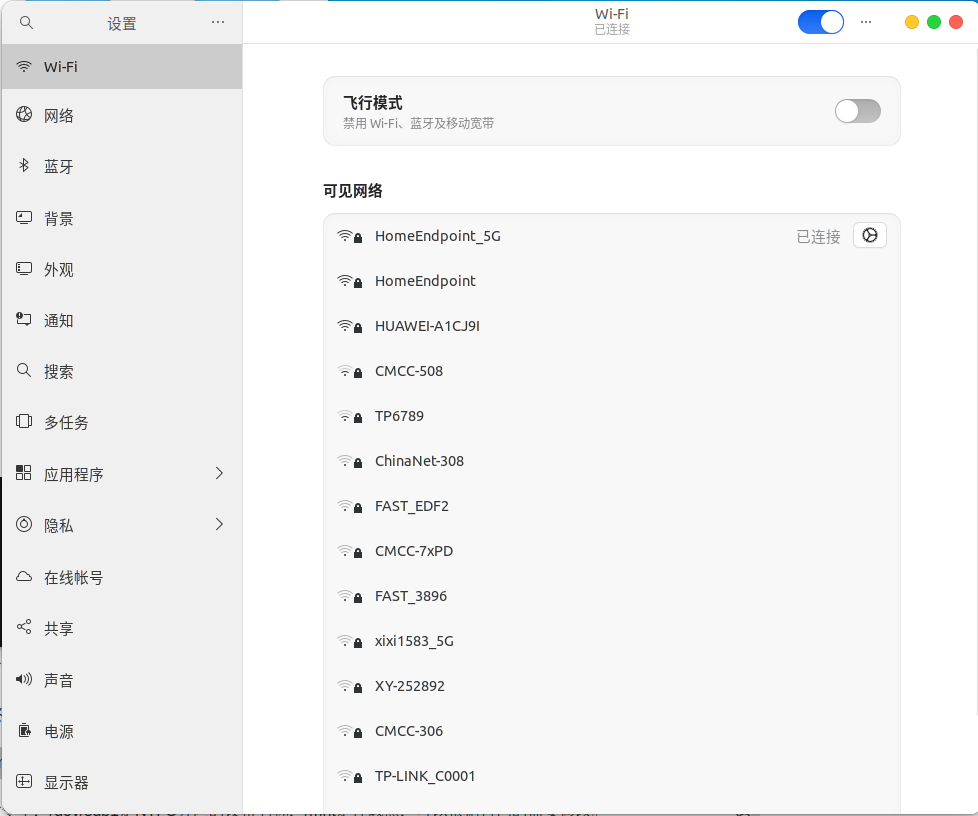 设置
Wi-Fi
已连接
Wi-Fi
网络
蓝牙
背景
外观
通知
搜索
多任务
应用程序
隐私
在线帐号
共享
声音
电源
显示器
飞行模式
禁用 Wi-Fi、蓝牙及移动宽带
可见网络
HomeEndpoint_5G 已连接
HomeEndpoint
HUAWEI-A1CJ9I
CMCC-508
TP6789
ChinaNet-308
FAST_EDF2
CMCC-7xPD
FAST_3896
xixi1583_5G
XY-252892
CMCC-306
TP-LINK_C0001